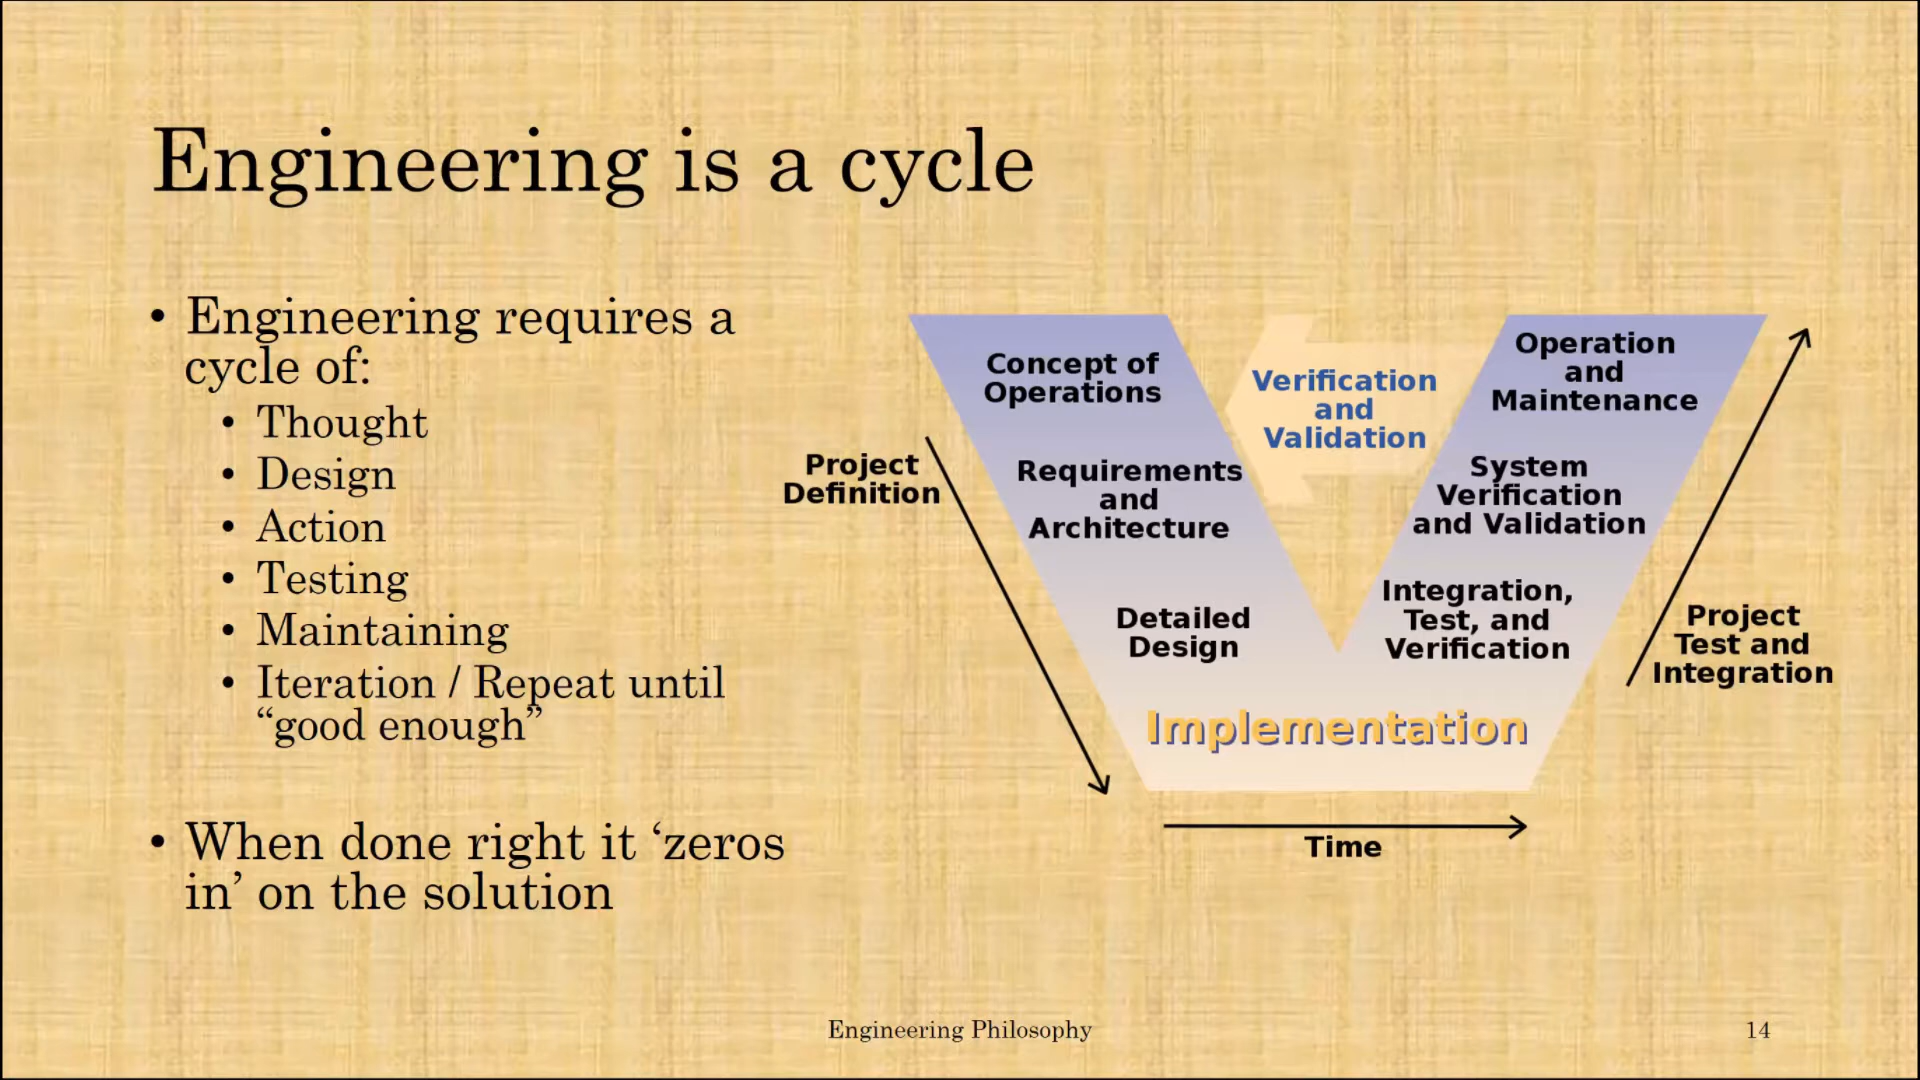 Engineering is a cycle
• Engineering requires a
cycle of:
• Thought
• Design
• Action
• Testing
• Maintaining
• Iteration / Repeat until
“good enough”
• When done right it ‘zeros
in’ on the solution
Project
Definition
Concept of
Operations
Requirements
and
Architecture
Detailed
Design
Verification
and
Validation
Operation
and
Maintenance
System
Verification
and Validation
Integration,
Test, and
Verification
Project
Test and
Integration
Implementation
Time
Engineering Philosophy
14